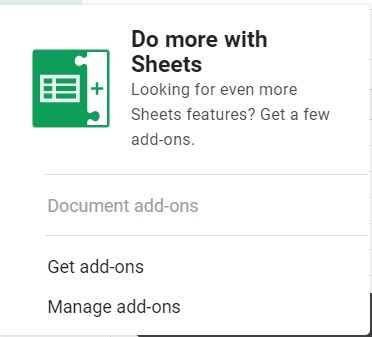 Do more with
Sheets
Looking for even more
Sheets features? Get a few
add-ons.
Document add-ons
Get add-ons
Manage add-ons